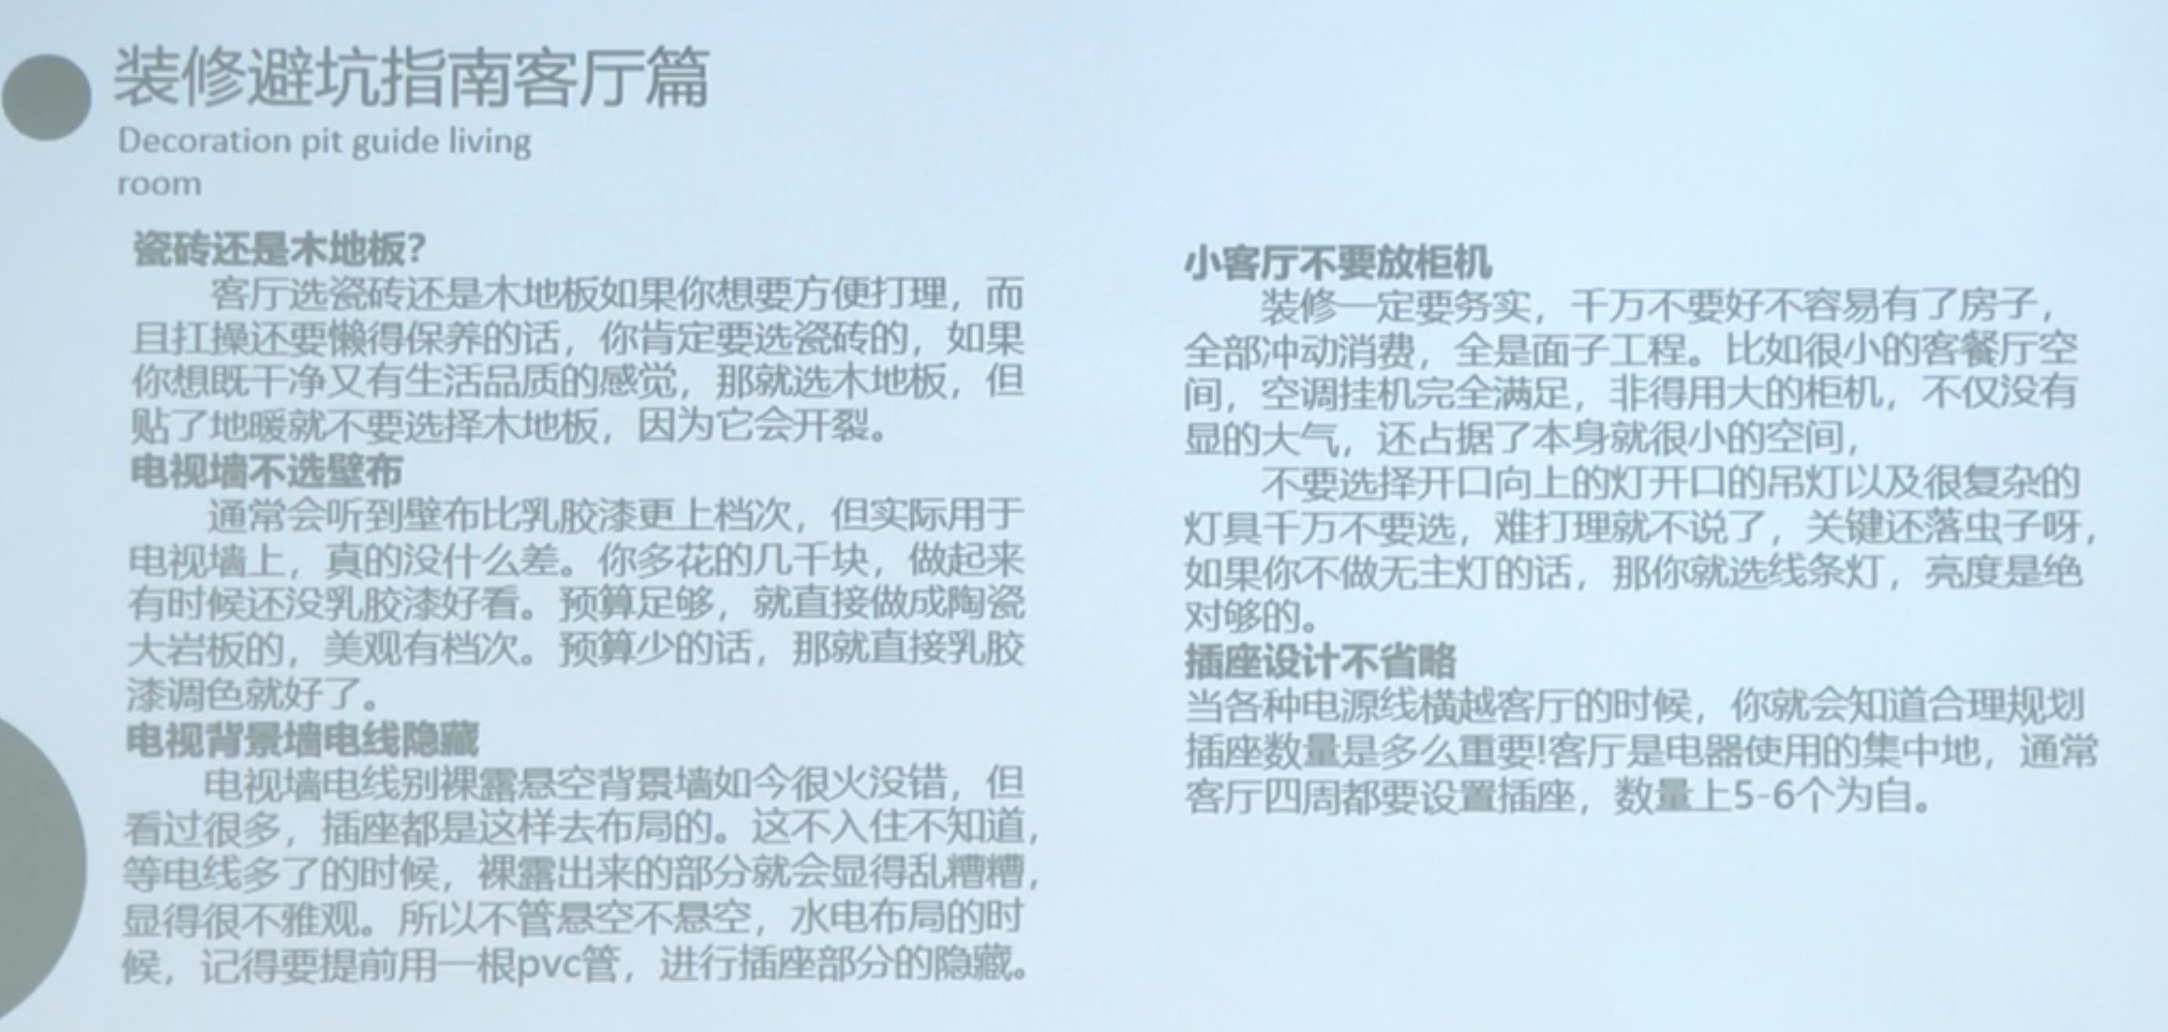 装修避坑指南客厅篇
Decoration pit guide living
room
瓷砖还是木地板?
客厅选瓷砖还是木地板如果你想要方便打理，而
且扛操还要懒得保养的话，你肯定要选瓷砖的，如果
你想既干净又有生活品质的感觉，那就选木地板，但
贴了地暖就不要选择木地板，因为它会开裂。
电视墙不选壁布
通常会听到壁布比乳胶漆更上档次，但实际用于
电视墙上，真的没什么差。你多花的几千块，做起来
有时候还没乳胶漆好看。预算足够，就直接做成陶瓷
大岩板的，美观有档次。预算少的话，那就直接乳胶
漆调色就好了。
电视背景墙电线隐藏
电视墙电线别裸露悬空背景墙如今很火没错，但
看过很多，插座都是这样去布局的。这不入住不知道，
等电线多了的时候，裸露出来的部分就会显得乱糟糟，
显得很不雅观。所以不管悬空不悬空，水电布局的时
候，记得要提前用一根pvc管，进行插座部分的隐藏。
小客厅不要放柜机
装修一定要务实，千万不要好不容易有了房子，
全部冲动消费，全是面子工程。比如很小的客餐厅空
间，空调挂机完全满足，非得用大的柜机，不仅没有
显的大气，还占据了本身就很小的空间，
不要选择开口向上的灯开口的吊灯以及很复杂的
灯具千万不要选，难打理就不说了，关键还落虫子呀，
如果你不做无主灯的话，那你就选线条灯，亮度是绝
对够的。
插座设计不省略
当各种电源线横越客厅的时候，你就会知道合理规划
插座数量是多么重要!客厅是电器使用的集中地，通常
客厅四周都要设置插座，数量上5-6个为自。